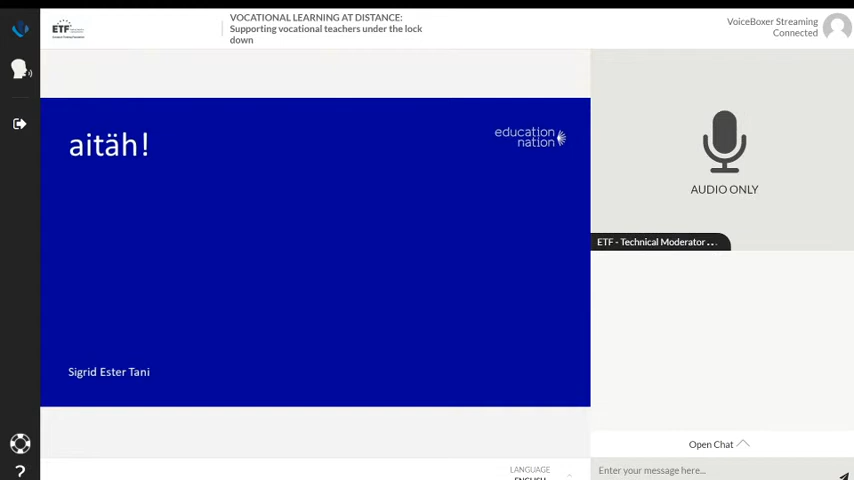 ETF
VOCATIONAL LEARNING AT DISTANCE:
Supporting vocational teachers under the lock
down
VoiceBoxer Streaming
Connected
aitäh!
education
nation
Sigrid Ester Tani
AUDIO ONLY
ETF - Technical Moderator ...
Open Chat
Enter your message here...
LANGUAGE
ENGLISH
?